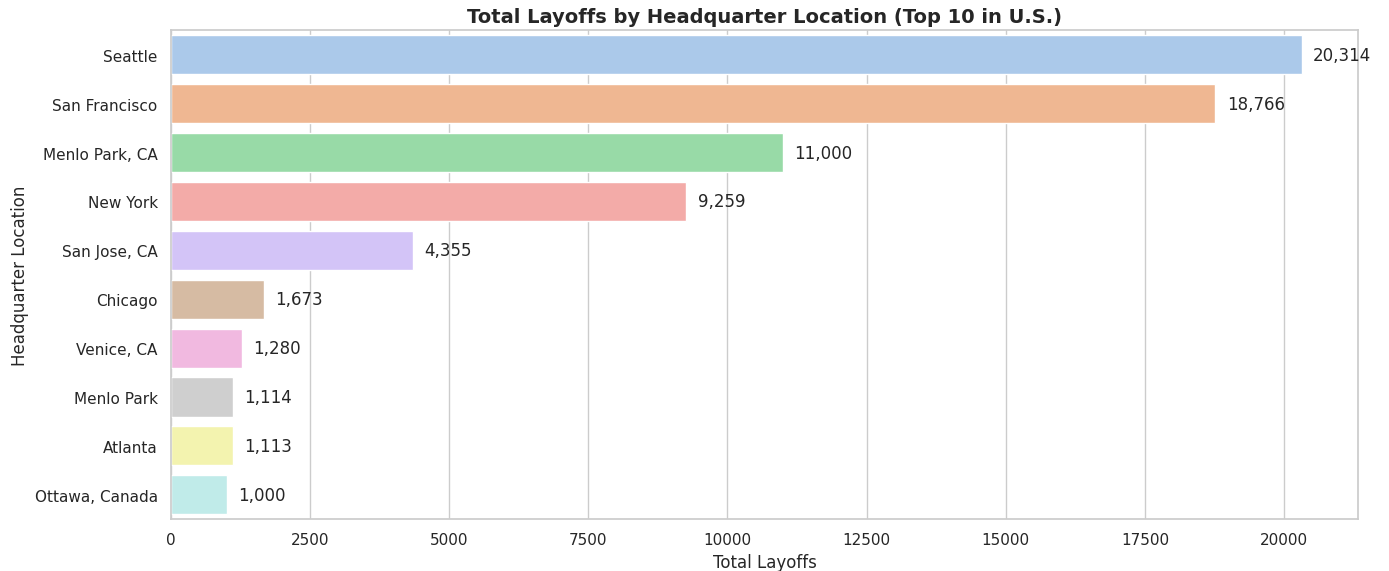 Total Layoffs by Headquarter Location (Top 10 in U.S.)
Headquarter Location
Seattle 20,314
San Francisco 18,766
Menlo Park, CA 11,000
New York 9,259
San Jose, CA 4,355
Chicago 1,673
Venice, CA 1,280
Menlo Park 1,114
Atlanta 1,113
Ottawa, Canada 1,000
0 2500 5000 7500 10000 12500 15000 17500 20000
Total Layoffs